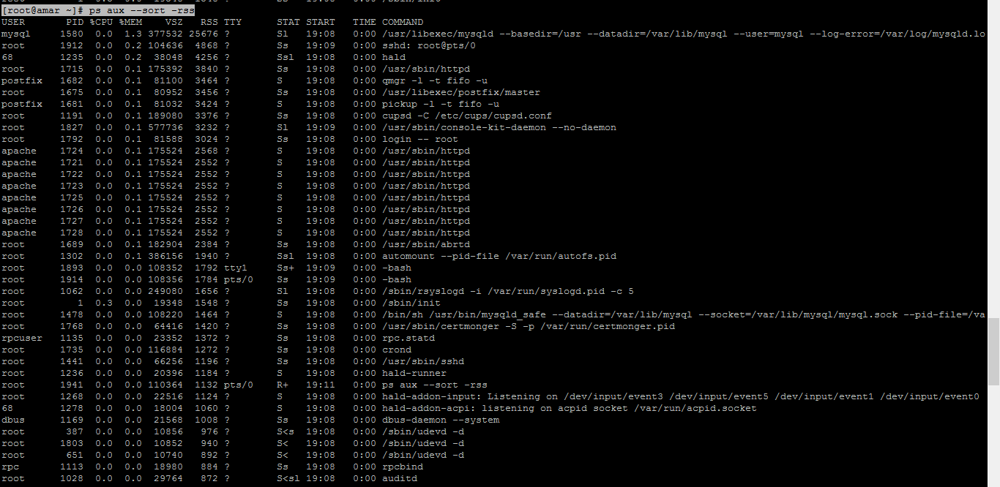 [root@amar ~]# ps aux --sort -rss
USER       PID %CPU %MEM    VSZ   RSS TTY      STAT START   TIME COMMAND
mysql     1580  0.0  1.3 377532 25676 ?        Sl   19:08   0:00 /usr/libexec/mysqld --basedir=/usr --datadir=/var/lib/mysql --user=mysql --log-error=/var/log/mysqld.lo
root      1912  0.0  0.2 104636  4868 ?        Ss   19:09   0:00 sshd: root@pts/0
68        1235  0.0  0.2  38048  4256 ?        Ssl  19:08   0:00 hald
root      1715  0.0  0.1 175392  3840 ?        Ss   19:08   0:00 /usr/sbin/httpd
postfix   1682  0.0  0.1  81100  3464 ?        S    19:08   0:00 qmgr -l -t fifo -u
root      1675  0.0  0.1  80952  3456 ?        Ss   19:08   0:00 /usr/libexec/postfix/master
postfix   1681  0.0  0.1  81032  3424 ?        S    19:08   0:00 pickup -l -t fifo -u
root      1191  0.0  0.1 189080  3376 ?        Ss   19:08   0:00 cupsd -C /etc/cups/cupsd.conf
root      1827  0.0  0.1 577736  3232 ?        Sl   19:09   0:00 /usr/sbin/console-kit-daemon --no-daemon
root      1792  0.0  0.1  81588  3024 ?        Ss   19:08   0:00 login -- root
apache    1724  0.0  0.1 175524  2568 ?        S    19:08   0:00 /usr/sbin/httpd
apache    1721  0.0  0.1 175524  2552 ?        S    19:08   0:00 /usr/sbin/httpd
apache    1722  0.0  0.1 175524  2552 ?        S    19:08   0:00 /usr/sbin/httpd
apache    1723  0.0  0.1 175524  2552 ?        S    19:08   0:00 /usr/sbin/httpd
apache    1725  0.0  0.1 175524  2552 ?        S    19:08   0:00 /usr/sbin/httpd
apache    1726  0.0  0.1 175524  2552 ?        S    19:08   0:00 /usr/sbin/httpd
apache    1727  0.0  0.1 175524  2552 ?        S    19:08   0:00 /usr/sbin/httpd
apache    1728  0.0  0.1 175524  2552 ?        S    19:08   0:00 /usr/sbin/httpd
root      1689  0.0  0.1 182904  2384 ?        Ss   19:08   0:00 /usr/sbin/abrtd
root      1302  0.0  0.1 386156  1940 ?        Ssl  19:08   0:00 automount --pid-file /var/run/autofs.pid
root      1893  0.0  0.0 108352  1792 tty1     Ss+  19:09   0:00 -bash
root      1914  0.0  0.0 108356  1784 pts/0    Ss   19:09   0:00 -bash
root      1062  0.0  0.0 249080  1656 ?        Sl   19:08   0:00 /sbin/rsyslogd -i /var/run/syslogd.pid -c 5
root         1  0.3  0.0  19348  1548 ?        Ss   19:08   0:00 /sbin/init
root      1478  0.0  0.0 108220  1464 ?        S    19:08   0:00 /bin/sh /usr/bin/mysqld_safe --datadir=/var/lib/mysql --socket=/var/lib/mysql/mysql.sock --pid-file=/va
root      1768  0.0  0.0  64416  1420 ?        Ss   19:08   0:00 /usr/sbin/certmonger -S -p /var/run/certmonger.pid
rpcuser   1135  0.0  0.0  23352  1372 ?        Ss   19:08   0:00 rpc.statd
root      1735  0.0  0.0 116884  1272 ?        Ss   19:08   0:00 crond
root      1441  0.0  0.0  66256  1196 ?        Ss   19:08   0:00 /usr/sbin/sshd
root      1236  0.0  0.0  20396  1184 ?        S    19:08   0:00 hald-runner
root      1941  0.0  0.0 110364  1132 pts/0    R+   19:11   0:00 ps aux --sort -rss
root      1268  0.0  0.0  22516  1124 ?        S    19:08   0:00 hald-addon-input: Listening on /dev/input/event3 /dev/input/event5 /dev/input/event1 /dev/input/event0
68        1278  0.0  0.0  18004  1060 ?        S    19:08   0:00 hald-addon-acpi: listening on acpid socket /var/run/acpid.socket
dbus      1169  0.0  0.0  21568  1008 ?        Ss   19:08   0:00 dbus-daemon --system
root       387  0.0  0.0  10856   976 ?        S<s  19:08   0:00 /sbin/udevd -d
root      1803  0.0  0.0  10852   940 ?        S<   19:08   0:00 /sbin/udevd -d
root       651  0.0  0.0  10740   892 ?        S<   19:08   0:00 /sbin/udevd -d
rpc       1113  0.0  0.0  18980   884 ?        Ss   19:08   0:00 rpcbind
root      1028  0.0  0.0  29764   872 ?        S<sl 19:08   0:00 auditd